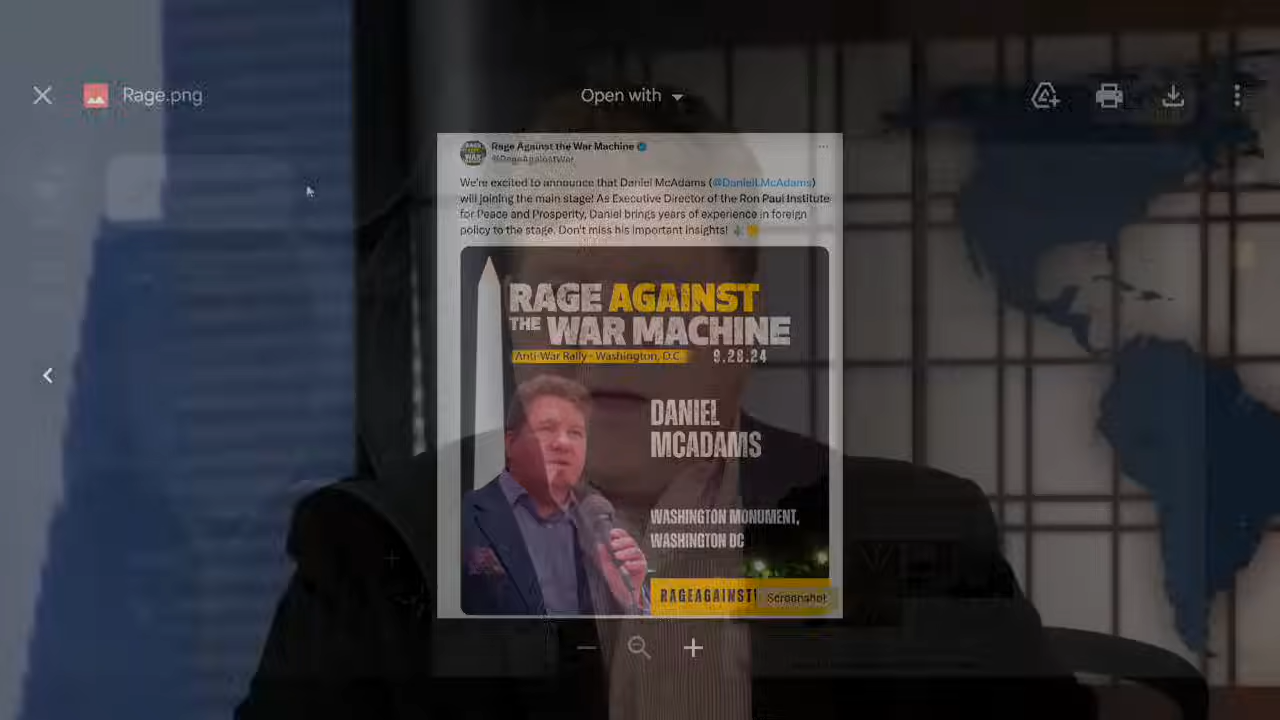 Rage.png
Open with
Rage Against the War Machine
@RageAgainstWar
We're excited to announce that Daniel McAdams (@DanielLMcAdams)
will joining the main stage! As Executive Director of the Ron Paul Institute
for Peace and Prosperity, Daniel brings years of experience in foreign
policy to the stage. Don't miss his important insights!
RAGE AGAINST
THE WAR MACHINE
Anti-War Rally - Washington, D.C
9.28.24
DANIEL
MCADAMS
WASHINGTON MONUMENT,
WASHINGTON DC
RAGEAGAINST
Screenshot